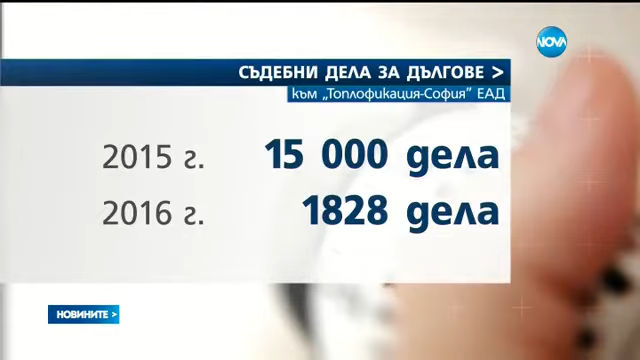 NOVA
СЪДЕБНИ ДЕЛА ЗА ДЪЛГОВЕ >
към „Топлофикация-София” ЕАД
2015 г. 15 000 дела
2016 г. 1828 дела
НОВИНИТЕ >